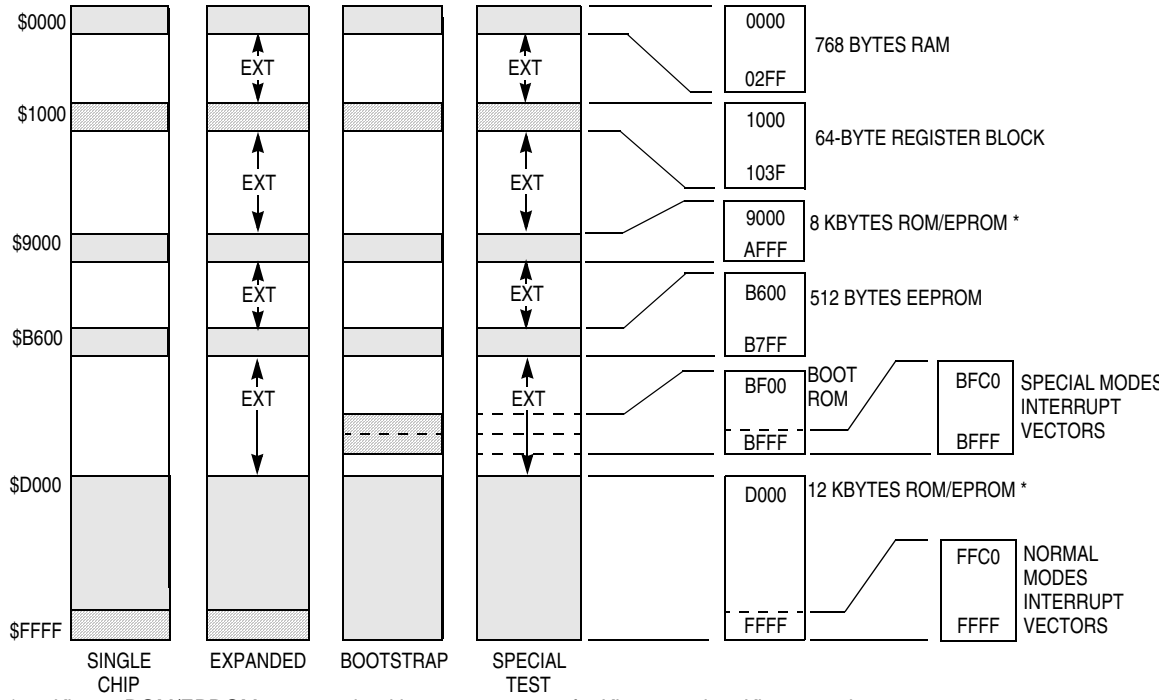 $0000
$1000
$9000
$B600
$D000
$FFFF
EXT
EXT
EXT
EXT
EXT
EXT
EXT
EXT
SINGLE
CHIP
EXPANDED
BOOTSTRAP
SPECIAL
TEST
0000
02FF
768 BYTES RAM
1000
103F
64-BYTE REGISTER BLOCK
9000
AFFF
8 KBYTES ROM/EPROM *
B600
B7FF
512 BYTES EEPROM
BF00
BFFF
BOOT
ROM
BFC0
BFFF
SPECIAL MODES
INTERRUPT
VECTORS
D000
FFFF
12 KBYTES ROM/EPROM *
FFC0
FFFF
NORMAL
MODES
INTERRUPT
VECTORS